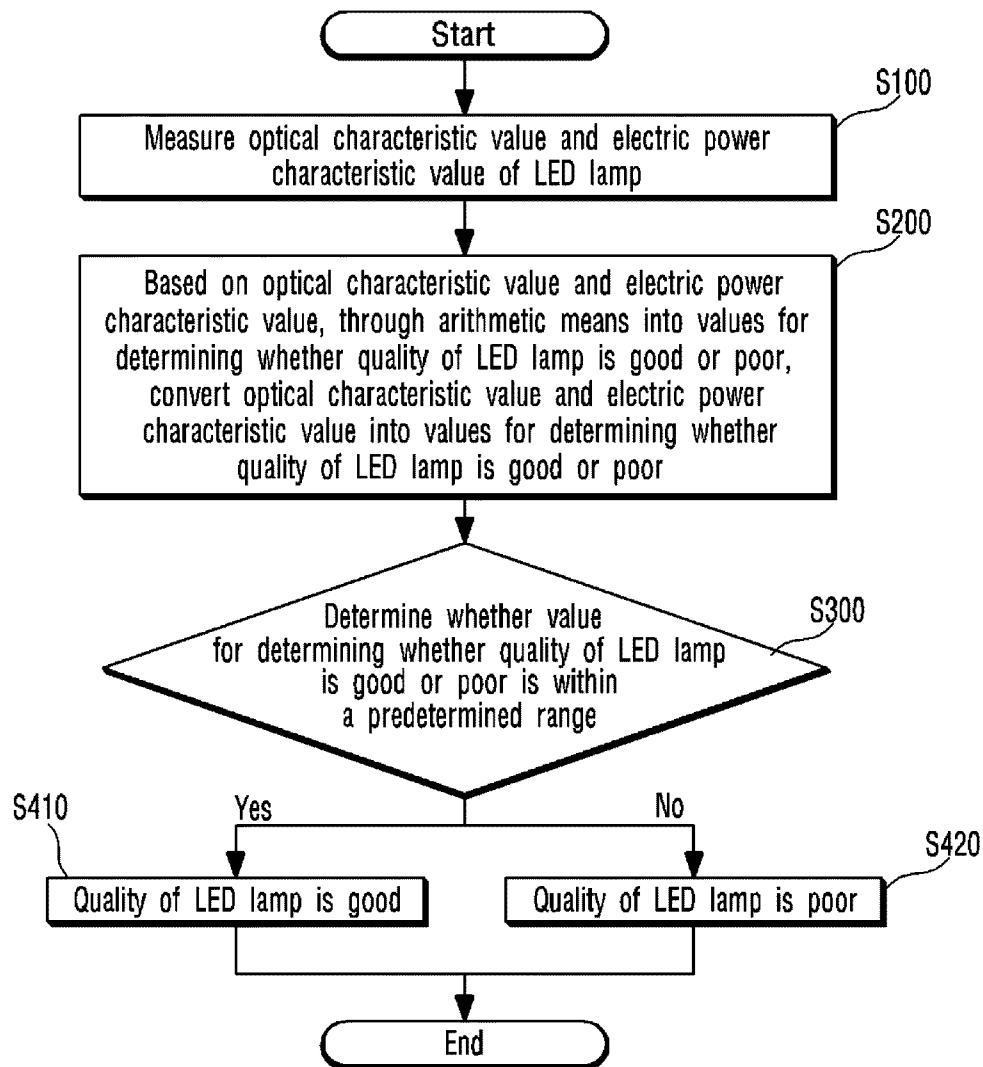 Start
S100
Measure optical characteristic value and electric power
characteristic value of LED lamp
S200
Based on optical characteristic value and electric power
characteristic value, through arithmetic means into values for
determining whether quality of LED lamp is good or poor,
convert optical characteristic value and electric power
characteristic value into values for determining whether
quality of LED lamp is good or poor
S300
Determine whether value
for determining whether quality of LED lamp
is good or poor is within
a predetermined range
S410
Yes
No
S420
Quality of LED lamp is good
Quality of LED lamp is poor
End